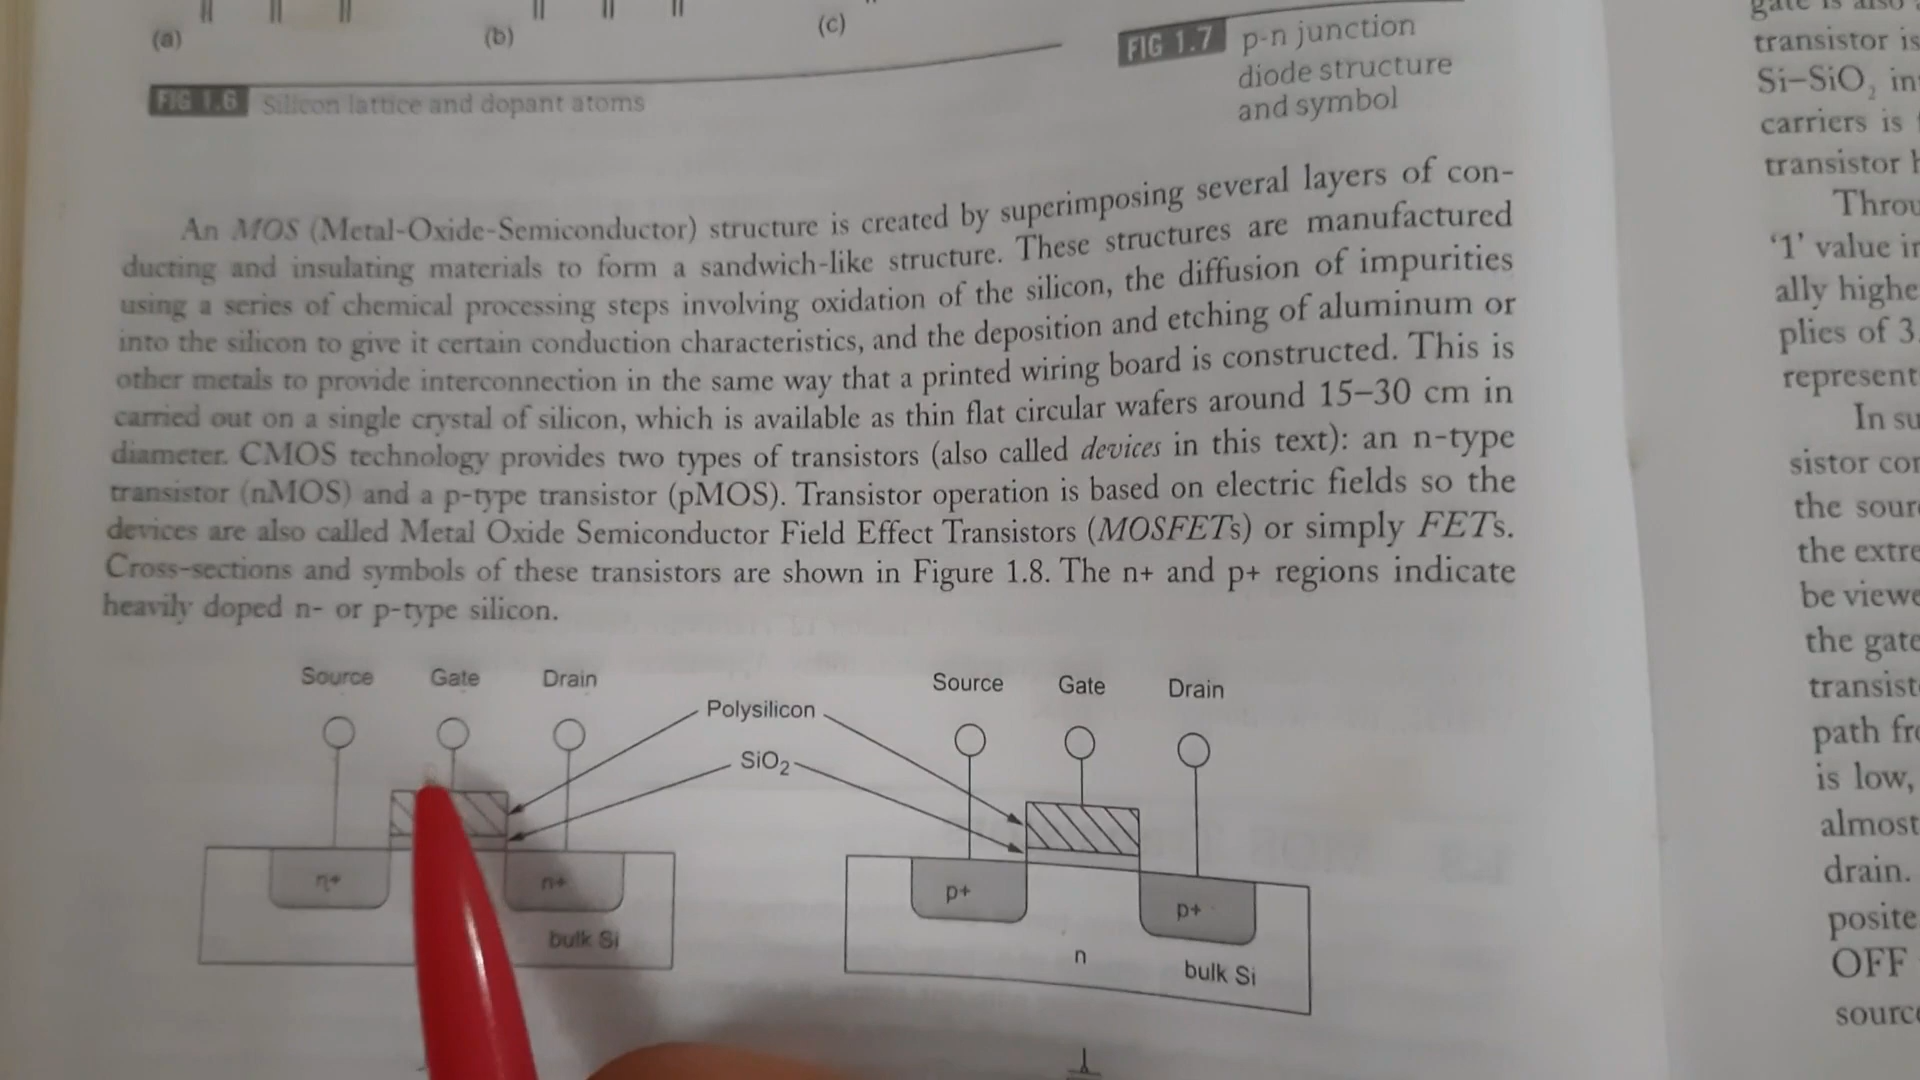 (a)
(b)
(c)
FIG 1.6 Silicon lattice and dopant atoms
FIG 1.7 p-n junction
diode structure
and symbol
An MOS (Metal-Oxide-Semiconductor) structure is created by superimposing several layers of con-
ducting and insulating materials to form a sandwich-like structure. These structures are manufactured
using a series of chemical processing steps involving oxidation of the silicon, the diffusion of impurities
into the silicon to give it certain conduction characteristics, and the deposition and etching of aluminum or
other metals to provide interconnection in the same way that a printed wiring board is constructed. This is
carried out on a single crystal of silicon, which is available as thin flat circular wafers around 15–30 cm in
diameter. CMOS technology provides two types of transistors (also called devices in this text): an n-type
transistor (nMOS) and a p-type transistor (pMOS). Transistor operation is based on electric fields so the
devices are also called Metal Oxide Semiconductor Field Effect Transistors (MOSFETs) or simply FETs.
Cross-sections and symbols of these transistors are shown in Figure 1.8. The n+ and p+ regions indicate
heavily doped n- or p-type silicon.
Source Gate Drain
Polysilicon
SiO₂
n+ n+
bulk Si
Source Gate Drain
p+ p+
n bulk Si
gate is also
transistor is
Si–SiO₂ in
carriers is
transistor
Throu
‘1’ value in
ally highe
plies of 3.
represent
In su
sistor con
the sour
the extre
be viewe
the gate
transist
path fro
is low,
almost
drain.
posite
OFF
source